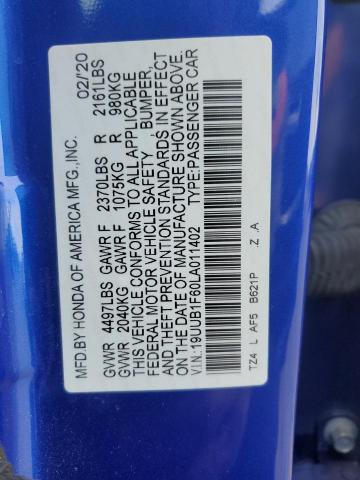 MFD.BY HONDA OF AMERICA MFG.,INC. 02/'20
GVWR 4497LBS GAWR F 2370LBS R 2161LBS
GVWR 2040KG GAWR F 1075KG R 980KG
THIS VEHICLE CONFORMS TO ALL APPLICABLE
FEDERAL MOTOR VEHICLE SAFETY, BUMPER,
AND THEFT PREVENTION STANDARDS IN EFFECT
ON THE DATE OF MANUFACTURE SHOWN ABOVE.
V.I.N.:19UUB1F60LA011402 TYPE:PASSENGER CAR
TZ4 L AF5 B621P .Z .A